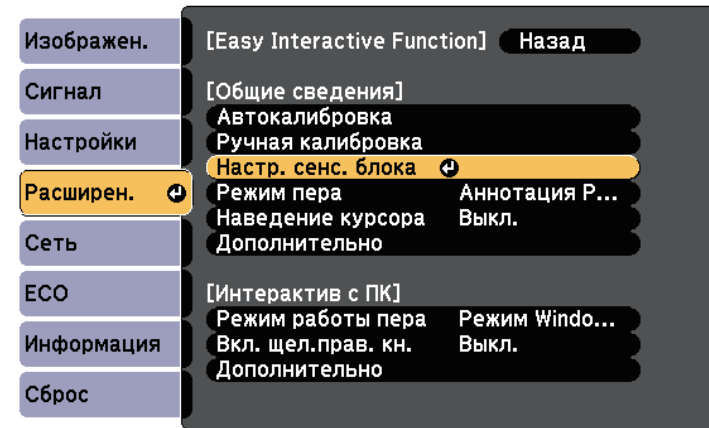 Изображен.
Сигнал
Настройки
Расширен.
Сеть
ECO
Информация
Сброс
[Easy Interactive Function] Назад
[Общие сведения]
Автокалибровка
Ручная калибровка
Настр. сенс. блока
Режим пера Аннотация Р...
Наведение курсора Выкл.
Дополнительно
[Интерактив с ПК]
Режим работы пера Режим Windo...
Вкл. щел.прав. кн. Выкл.
Дополнительно